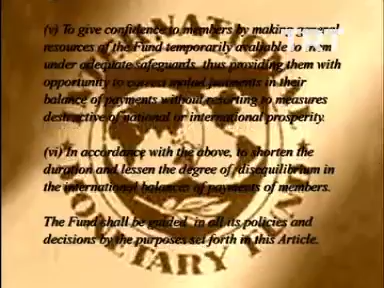 TRT
(v) To give confidence to members by making general
resources of the Fund temporarily available to them
under adequate safeguards, thus providing them with
opportunity to correct maladjustments in their
balance of payments without resorting to measures
destructive of national or international prosperity.
(vi) In accordance with the above, to shorten the
duration and lessen the degree of disequilibrium in
the international balances of payments of members.
The Fund shall be guided in all its policies and
decisions by the purposes set forth in this Article.
MONETARY FUND